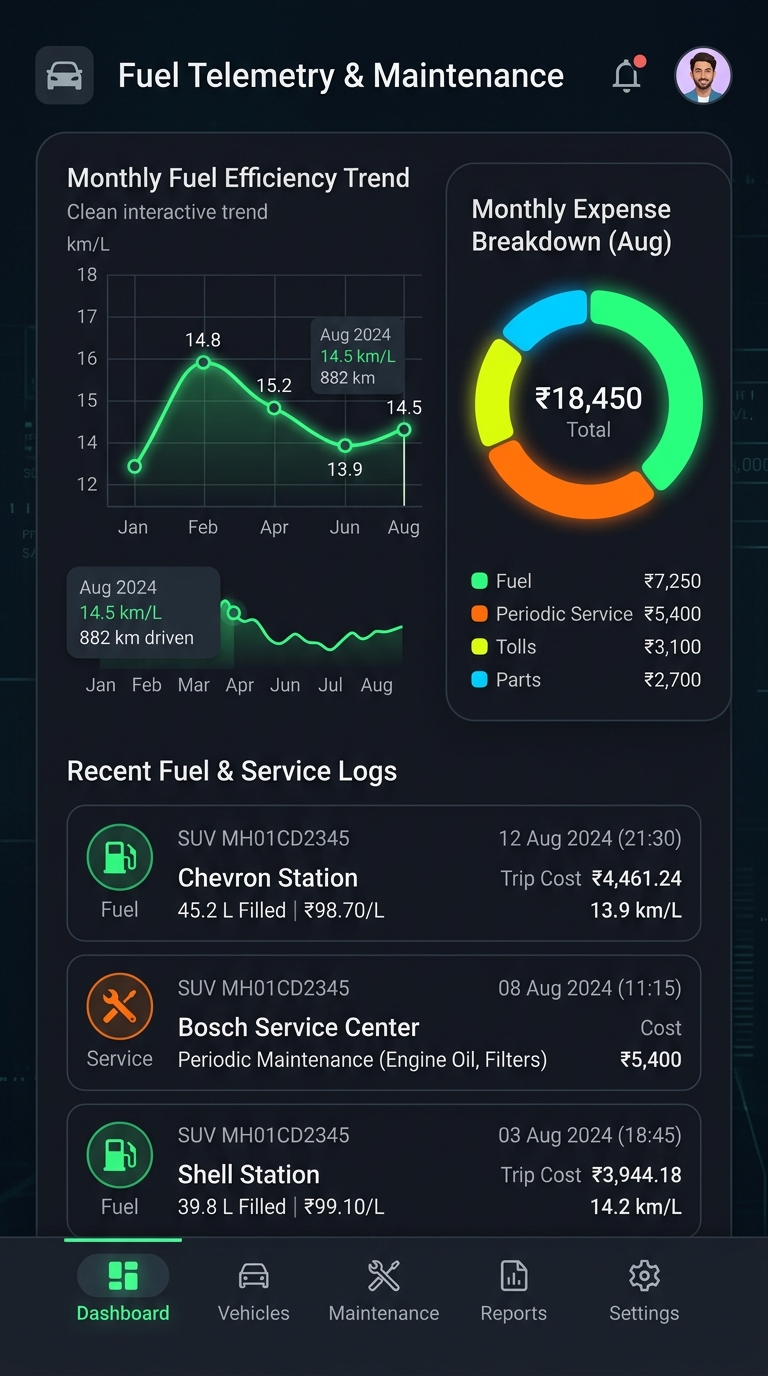 Fuel Telemetry & Maintenance
Monthly Fuel Efficiency Trend
Clean interactive trend
km/L
18
17
16
15
14
12
14.8
15.2
13.9
14.5
Aug 2024
14.5 km/L
882 km
Jan Feb Apr Jun Aug
Aug 2024
14.5 km/L
882 km driven
Jan Feb Mar Apr Jun Jul Aug
Monthly Expense
Breakdown (Aug)
₹18,450
Total
Fuel ₹7,250
Periodic Service ₹5,400
Tolls ₹3,100
Parts ₹2,700
Recent Fuel & Service Logs
SUV MH01CD2345 12 Aug 2024 (21:30)
Chevron Station Trip Cost ₹4,461.24
45.2 L Filled | ₹98.70/L 13.9 km/L
Fuel
SUV MH01CD2345 08 Aug 2024 (11:15)
Bosch Service Center Cost
Periodic Maintenance (Engine Oil, Filters) ₹5,400
Service
SUV MH01CD2345 03 Aug 2024 (18:45)
Shell Station Trip Cost ₹3,944.18
39.8 L Filled | ₹99.10/L 14.2 km/L
Fuel
Dashboard Vehicles Maintenance Reports Settings